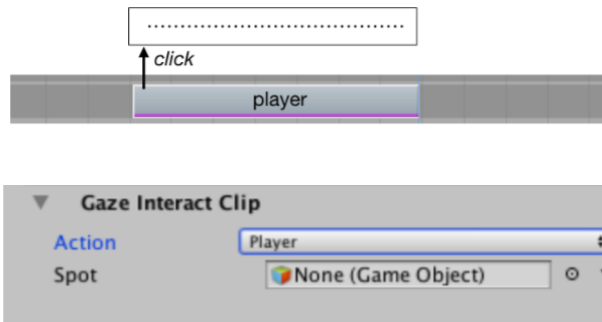 click
player
Gaze Interact Clip
Action Player
Spot None (Game Object)